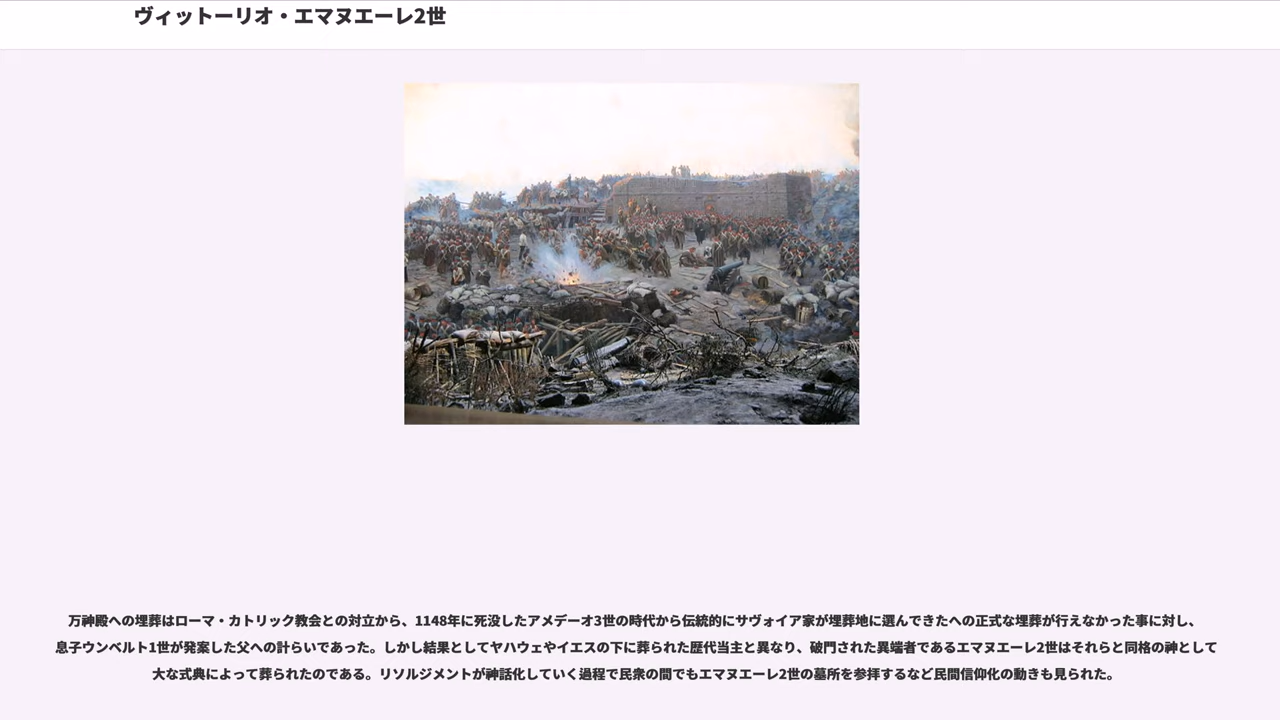 ヴィットーリオ・エマヌエーレ2世
万神殿への埋葬はローマ・カトリック教会との対立から、1148年に死没したアメデーオ3世の時代から伝統的にサヴォイア家が埋葬地に選んできたへの正式な埋葬が行えなかった事に対し、
息子ウンベルト1世が発案した父への計らいであった。しかし結果としてヤハウェやイエスの下に葬られた歴代当主と異なり、破門された異端者であるエマヌエーレ2世はそれらと同格の神として
大な式典によって葬られたのである。リソルジメントが神話化していく過程で民衆の間でもエマヌエーレ2世の墓所を参拝するなど民間信仰化の動きも見られた。